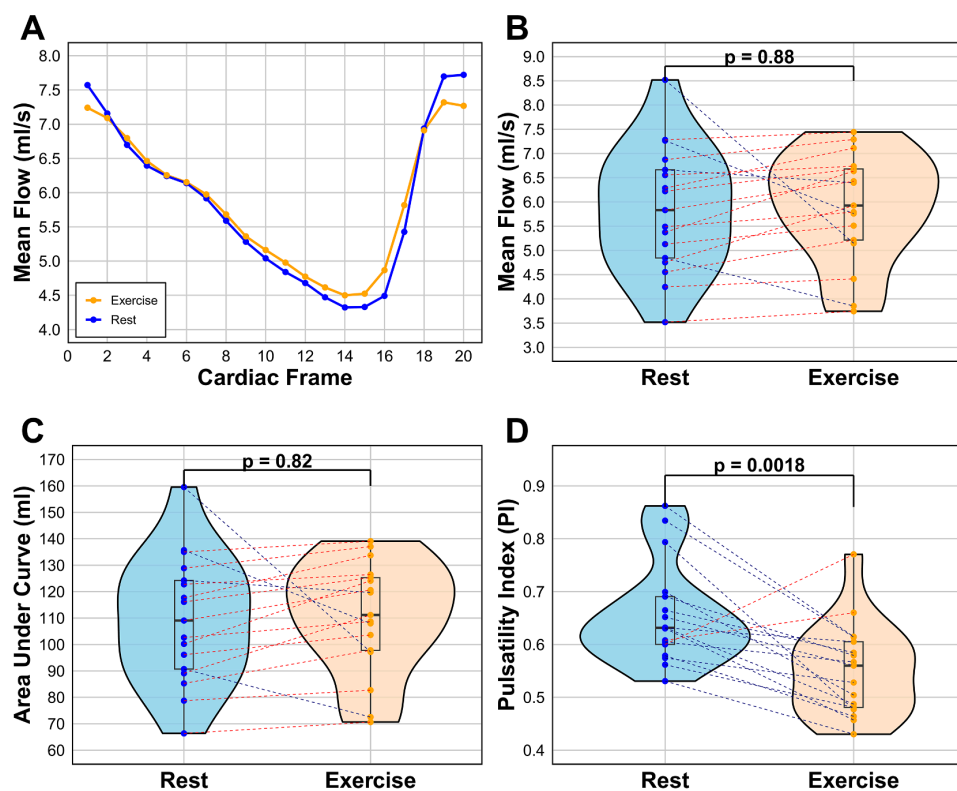 A
Mean Flow (ml/s)
8.0
7.5
7.0
6.5
6.0
5.5
5.0
4.5
4.0
Exercise
Rest
0 2 4 6 8 10 12 14 16 18 20
Cardiac Frame
B
Mean Flow (ml/s)
9.0
8.5
8.0
7.5
7.0
6.5
6.0
5.5
5.0
4.5
4.0
3.5
3.0
p = 0.88
Rest Exercise
C
Area Under Curve (ml)
170
160
150
140
130
120
110
100
90
80
70
60
p = 0.82
Rest Exercise
D
Pulsatility Index (PI)
0.9
0.8
0.7
0.6
0.5
0.4
p = 0.0018
Rest Exercise